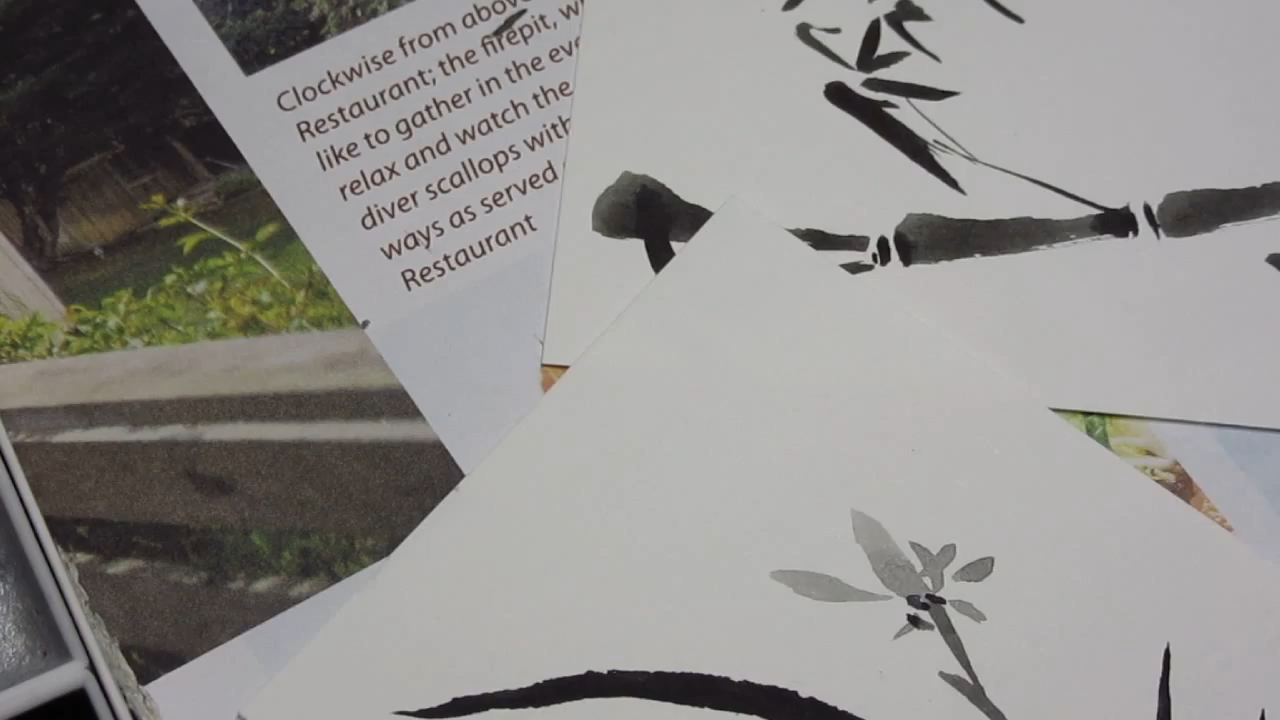 Clockwise from above
Restaurant; the firepit, w
like to gather in the eve
relax and watch the
diver scallops with
ways as served
Restaurant